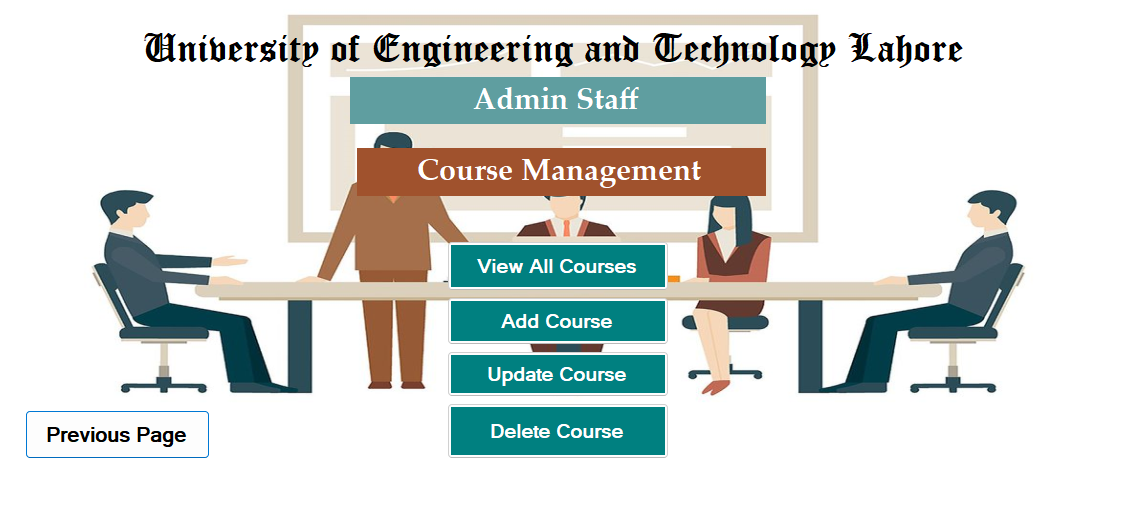 University of Engineering and Technology Lahore
Admin Staff
Course Management
View All Courses
Add Course
Update Course
Delete Course
Previous Page